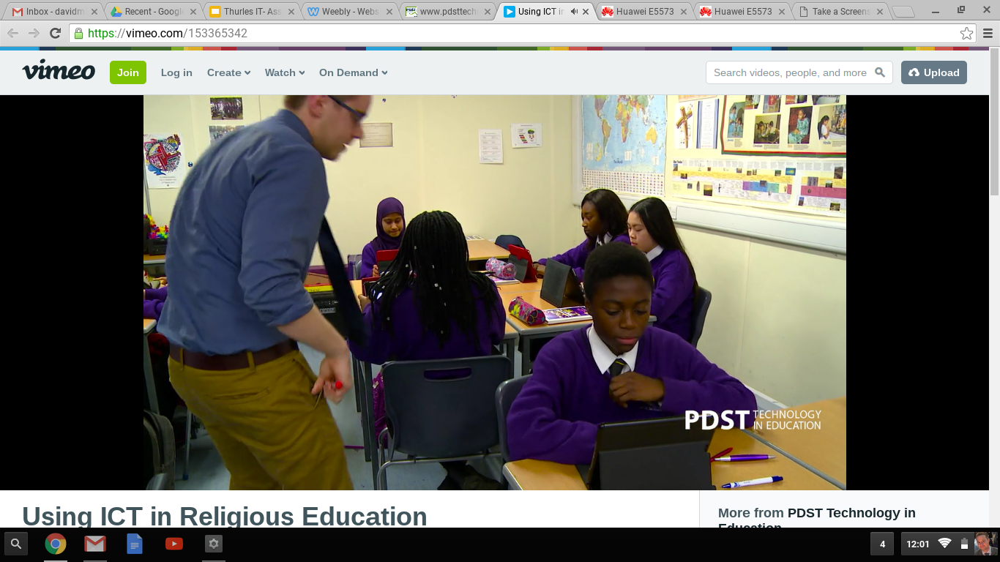 Inbox - davidm
Recent - Googl
Thurles IT- Ass
Weebly - Webs
www.pdsttech
Using ICT in
Huawei E5573
Huawei E5573
Take a Screens
https://vimeo.com/153365342
vimeo
Join
Log in
Create
Watch
On Demand
Search videos, people, and more
Upload
PDST TECHNOLOGY
IN EDUCATION
Using ICT in Religious Education
More from PDST Technology in
Education
4
12:01